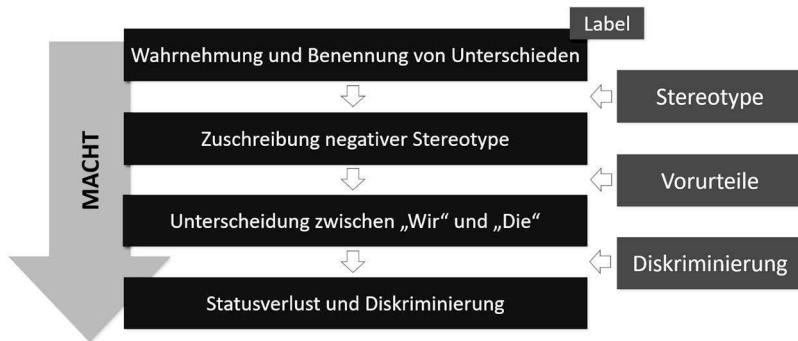 Label
Wahrnehmung und Benennung von Unterschieden
Stereotype
Zuschreibung negativer Stereotype
MACHT
Vorurteile
Unterscheidung zwischen „Wir“ und „Die“
Diskriminierung
Statusverlust und Diskriminierung